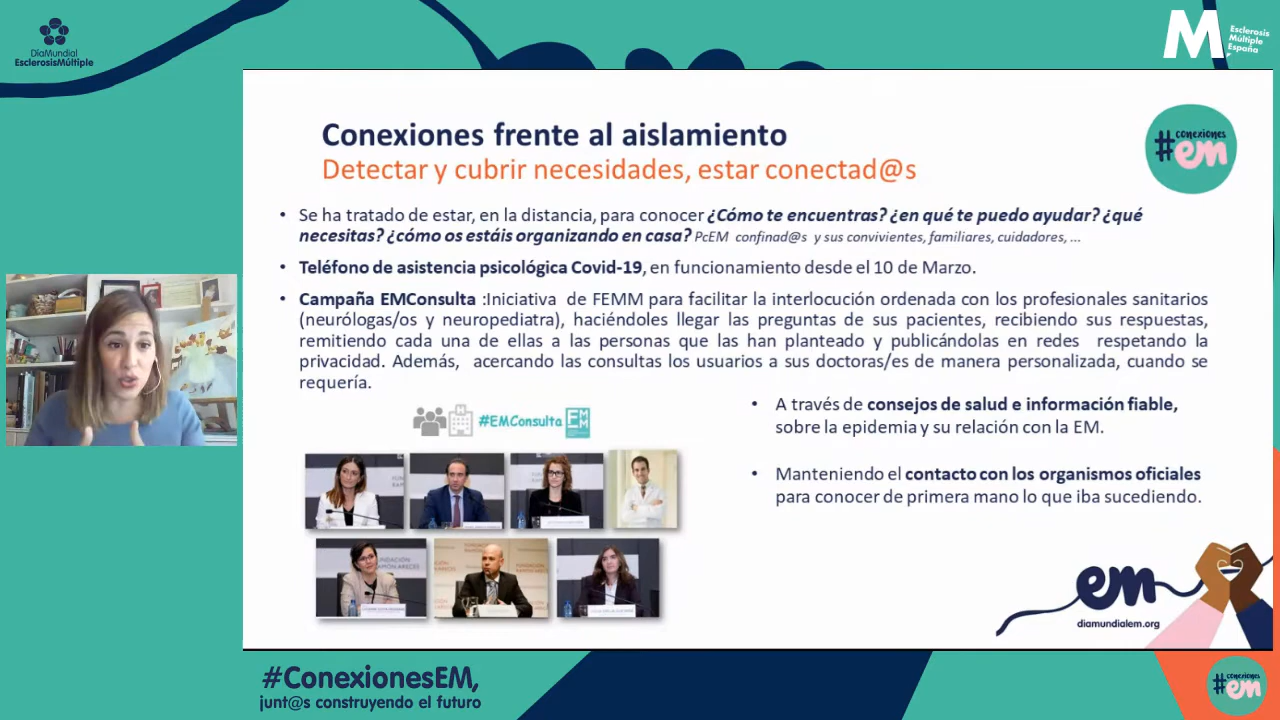 DíaMundial
EsclerosisMúltiple
M
Esclerosis
Múltiple
España
Conexiones frente al aislamiento
Detectar y cubrir necesidades, estar conectad@s
#conexiones
em
• Se ha tratado de estar, en la distancia, para conocer ¿Cómo te encuentras? ¿en qué te puedo ayudar? ¿qué
necesitas? ¿cómo os estáis organizando en casa? PcEM confinad@s y sus convivientes, familiares, cuidadores, ...
• Teléfono de asistencia psicológica Covid-19, en funcionamiento desde el 10 de Marzo.
• Campaña EMConsulta :Iniciativa de FEMM para facilitar la interlocución ordenada con los profesionales sanitarios
(neurólogas/os y neuropediatra), haciéndoles llegar las preguntas de sus pacientes, recibiendo sus respuestas,
remitiendo cada una de ellas a las personas que las han planteado y publicándolas en redes respetando la
privacidad. Además, acercando las consultas los usuarios a sus doctoras/es de manera personalizada, cuando se
requería.
#EMConsulta
• A través de consejos de salud e información fiable,
sobre la epidemia y su relación con la EM.
• Manteniendo el contacto con los organismos oficiales
para conocer de primera mano lo que iba sucediendo.
FUNDACIÓN
RAMÓN ARECES
em
diamundialem.org
#ConexionesEM,
junt@s construyendo el futuro
#conexiones
em